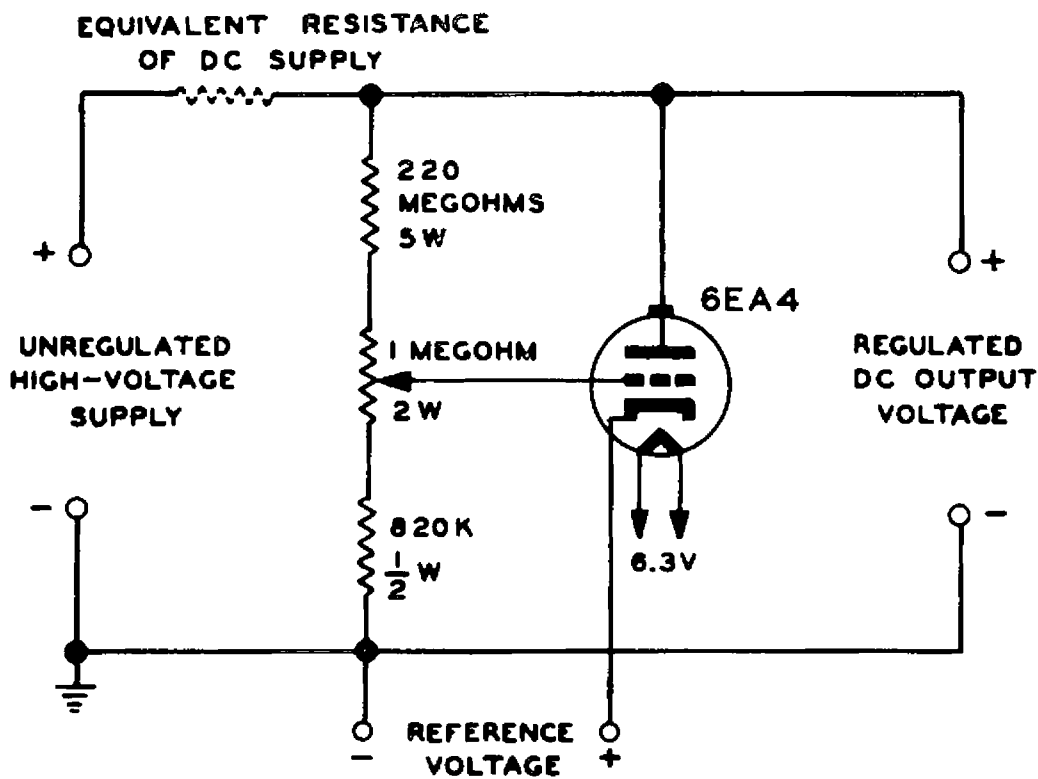 EQUIVALENT RESISTANCE
OF DC SUPPLY
220
MEGOHMS
5W
+
+
6EA4
UNREGULATED
HIGH-VOLTAGE
SUPPLY
1 MEGOHM
2W
REGULATED
DC OUTPUT
VOLTAGE
-
-
820K
1/2 W
6.3V
-
REFERENCE
VOLTAGE
+